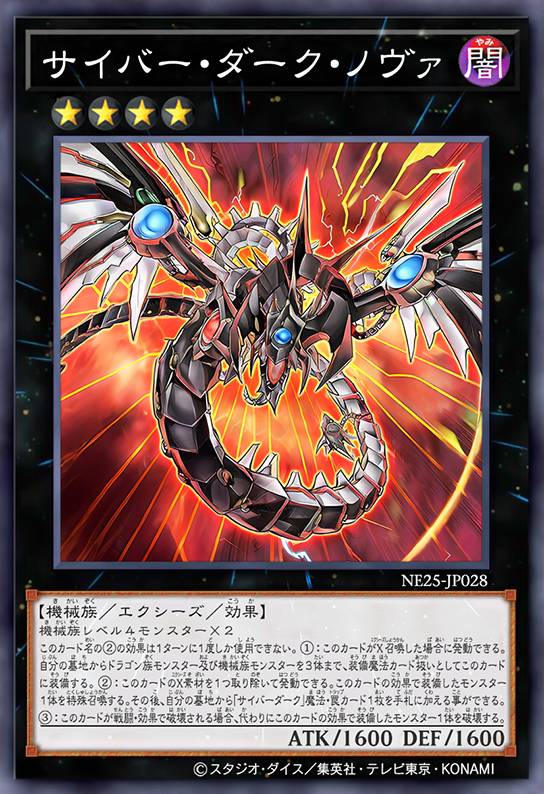 サイバー・ダーク・ノヴァ
闇
NE25-JP028
【機械族／エクシーズ／効果】
機械族レベル４モンスター×２
このカード名の②の効果は1ターンに1度しか使用できない。①：このカードがX召喚した場合に発動できる。
自分の墓地からドラゴン族モンスター及び機械族モンスターを3体まで、装備魔法カード扱いとしてこのカード
に装備する。②：このカードのX素材を1つ取り除いて発動できる。このカードの効果で装備したモンスター
1体を特殊召喚する。その後、自分の墓地から「サイバーダーク」魔法・罠カード1枚を手札に加える事ができる。
③：このカードが戦闘・効果で破壊される場合、代わりにこのカードの効果で装備したモンスター1体を破壊する。
ATK/1600 DEF/1600
©スタジオ・ダイス／集英社・テレビ東京・KONAMI